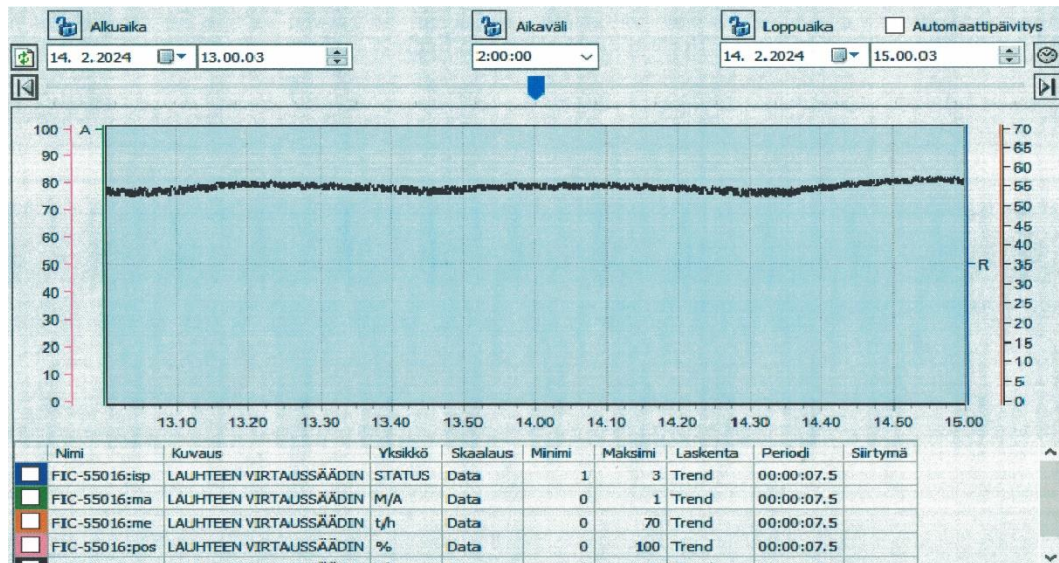 Alkuaika Aikaväli Loppuaika Automaattipäivitys
14. 2.2024 13.00.03 2:00:00 14. 2.2024 15.00.03
100 A 70
90 65
80 60
70 55
60 50
50 45
40 40
30 R 35
20 30
10 25
0 20
15
10
5
0
13.10 13.20 13.30 13.40 13.50 14.00 14.10 14.20 14.30 14.40 14.50 15.00
Nimi Kuvaus Yksikkö Skaalaus Minimi Maksimi Laskenta Periodi Siirtymä
FIC-55016:isp LAUHTEEN VIRTAUSSÄÄDIN STATUS Data 1 3 Trend 00:00:07.5
FIC-55016:ma LAUHTEEN VIRTAUSSÄÄDIN M/A Data 0 1 Trend 00:00:07.5
FIC-55016:me LAUHTEEN VIRTAUSSÄÄDIN t/h Data 0 70 Trend 00:00:07.5
FIC-55016:pos LAUHTEEN VIRTAUSSÄÄDIN % Data 0 100 Trend 00:00:07.5